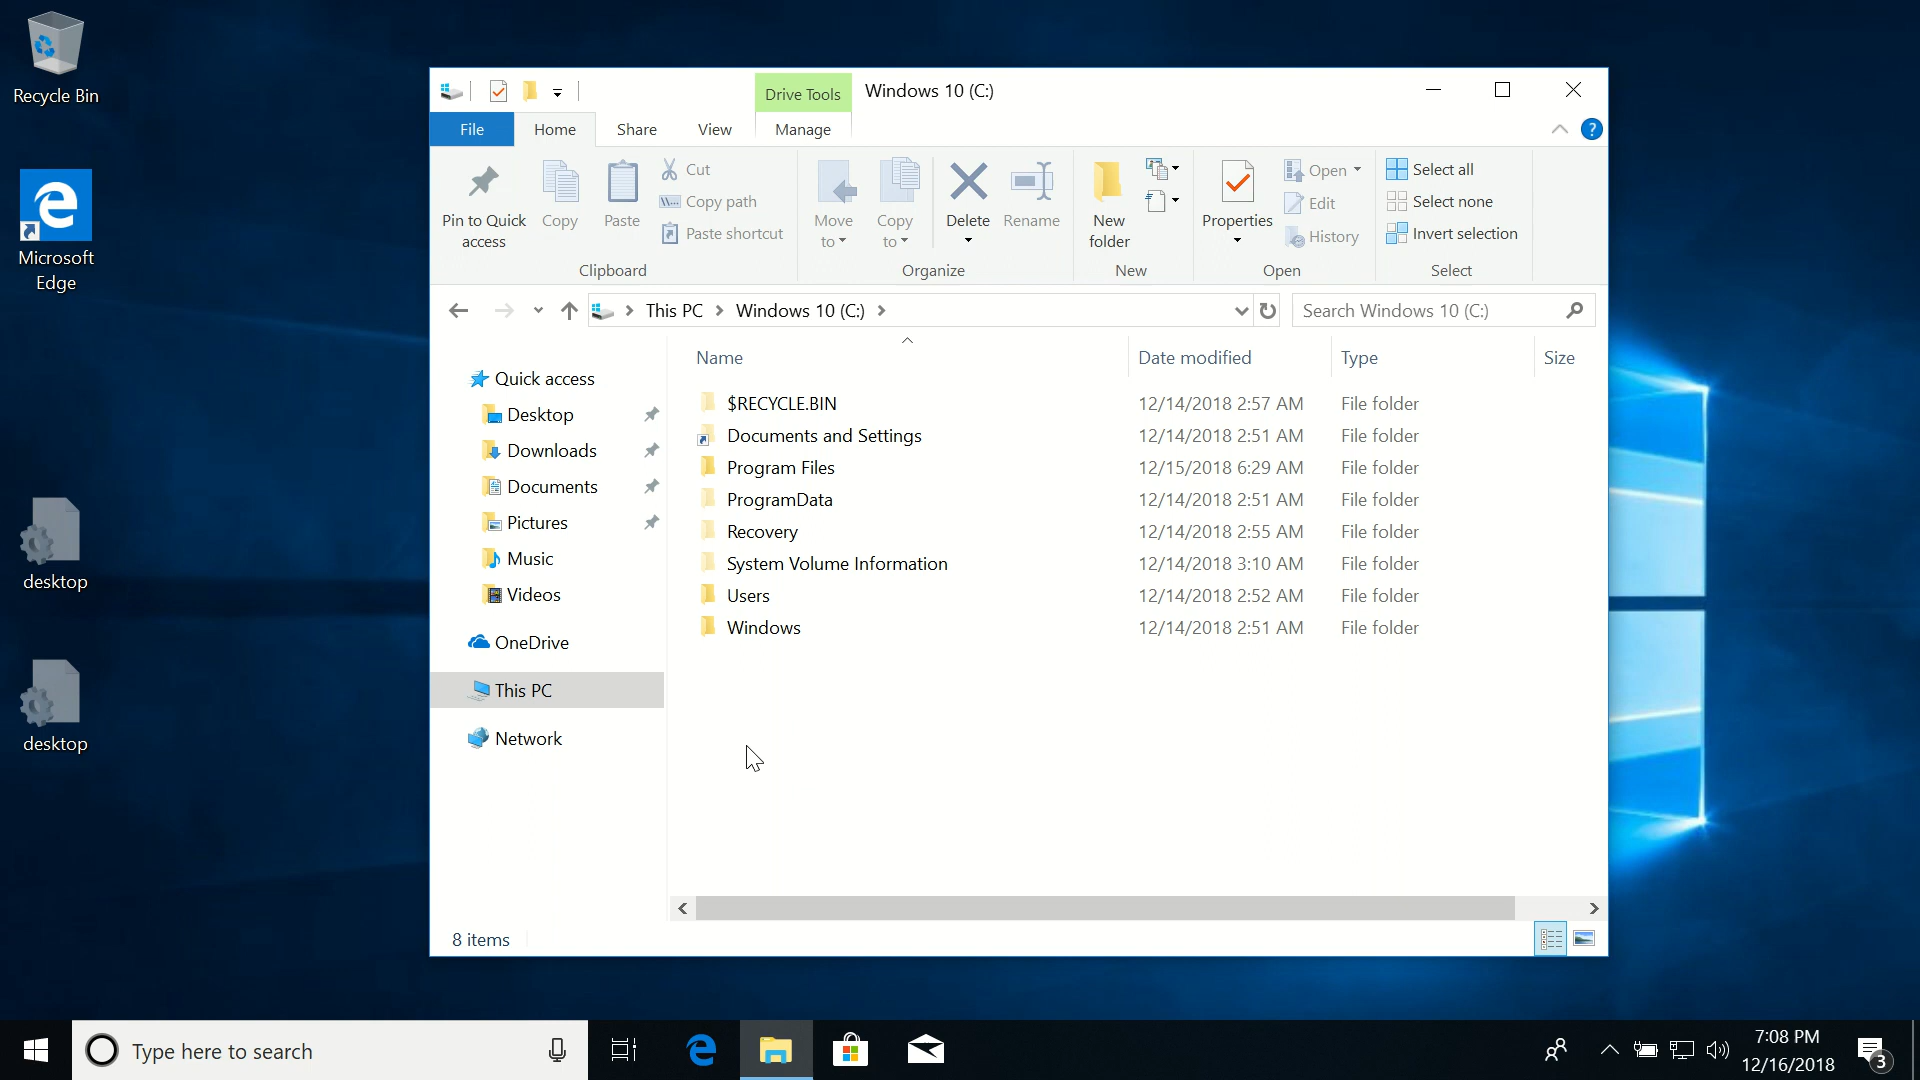 Recycle Bin
Microsoft
Edge
desktop
desktop
Drive Tools
Windows 10 (C:)
File
Home
Share
View
Manage
Pin to Quick
access
Copy
Paste
Cut
Copy path
Paste shortcut
Clipboard
Move
to
Copy
to
Delete
Rename
Organize
New
folder
New
Properties
Open
Edit
History
Open
Select all
Select none
Invert selection
Select
This PC > Windows 10 (C:) >
Search Windows 10 (C:)
Quick access
Desktop
Downloads
Documents
Pictures
Music
Videos
OneDrive
This PC
Network
Name Date modified Type Size
$RECYCLE.BIN 12/14/2018 2:57 AM File folder
Documents and Settings 12/14/2018 2:51 AM File folder
Program Files 12/15/2018 6:29 AM File folder
ProgramData 12/14/2018 2:51 AM File folder
Recovery 12/14/2018 2:55 AM File folder
System Volume Information 12/14/2018 3:10 AM File folder
Users 12/14/2018 2:52 AM File folder
Windows 12/14/2018 2:51 AM File folder
8 items
Type here to search
7:08 PM
12/16/2018
3